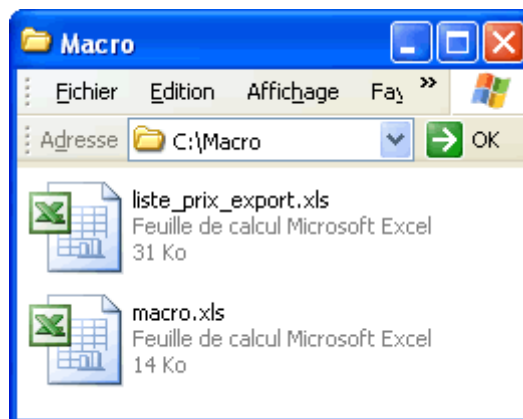 Macro
Fichier Edition Affichage Fav »
Adresse C:\Macro OK
liste_prix_export.xls
Feuille de calcul Microsoft Excel
31 Ko
macro.xls
Feuille de calcul Microsoft Excel
14 Ko